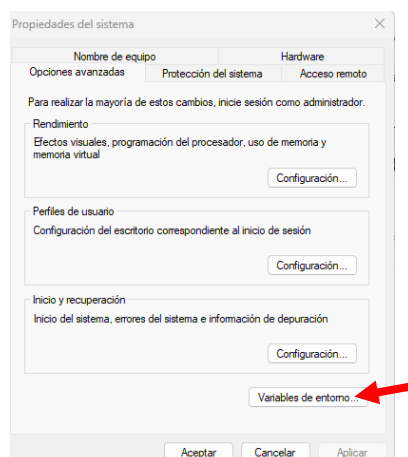 Propiedades del sistema
Nombre de equipo
Hardware
Opciones avanzadas
Protección del sistema
Acceso remoto
Para realizar la mayoría de estos cambios, inicie sesión como administrador.
Rendimiento
Efectos visuales, programación del procesador, uso de memoria y
memoria virtual
Configuración...
Perfiles de usuario
Configuración del escritorio correspondiente al inicio de sesión
Configuración...
Inicio y recuperación
Inicio del sistema, errores del sistema e información de depuración
Configuración...
Variables de entorno...
Aceptar
Cancelar
Aplicar